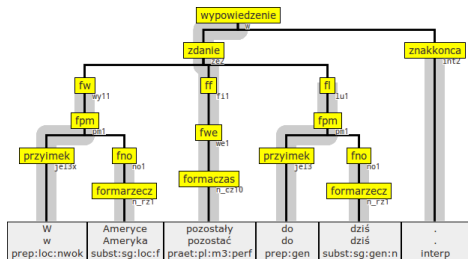 wypowiedzenie
w
zdanie znakkonca
ze2 int2
fw ff fl
wy11 fi1 lu1
fpm fwe fpm
pm1 we1 pm1
przyimek fno formaczas przyimek fno
jel3x no1 n_cz10 jel3 no1
formarzecz formarzecz
n_rz1 n_rz1
W Ameryce pozostały do dziś .
w Ameryka pozostać do dziś .
prep:loc:nwok subst:sg:loc:f praet:pl:m3:perf prep:gen subst:sg:gen:n interp